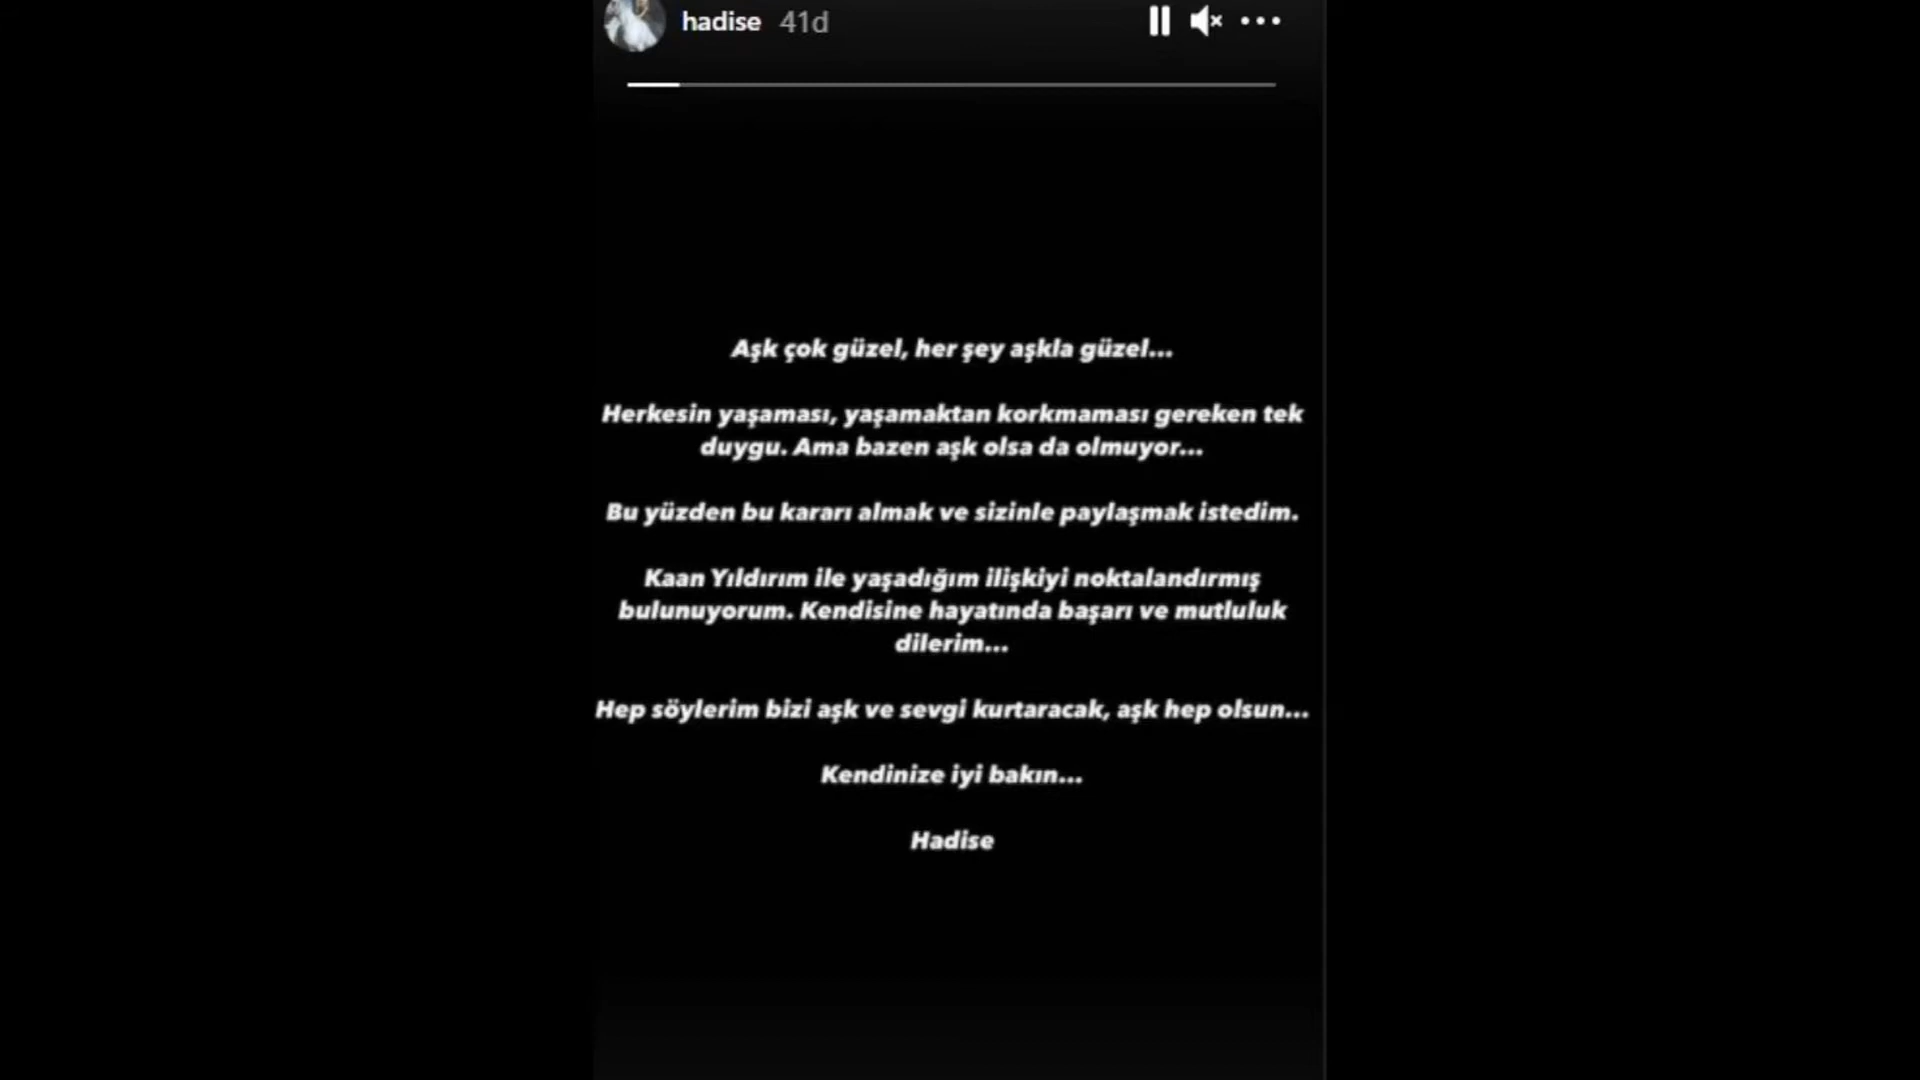 hadise 41d
Aşk çok güzel, her şey aşkla güzel...
Herkesin yaşaması, yaşamaktan korkmaması gereken tek
duygu. Ama bazen aşk olsa da olmuyor...
Bu yüzden bu kararı almak ve sizinle paylaşmak istedim.
Kaan Yıldırım ile yaşadığım ilişkiyi noktalandırmış
bulunuyorum. Kendisine hayatında başarı ve mutluluk
dilerim...
Hep söylerim bizi aşk ve sevgi kurtaracak, aşk hep olsun...
Kendinize iyi bakın...
Hadise